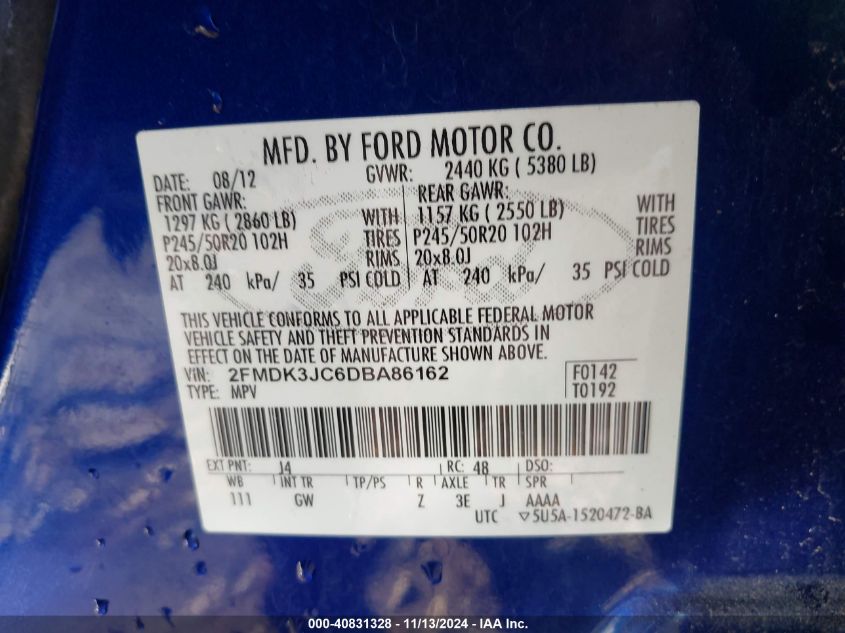 MFD. BY FORD MOTOR CO.
DATE: 08/12 GVWR: 2440 KG ( 5380 LB)
FRONT GAWR: REAR GAWR:
1297 KG ( 2860 LB) WITH 1157 KG ( 2550 LB) WITH
P245/50R20 102H TIRES P245/50R20 102H TIRES
20x8.0J RIMS 20x8.0J RIMS
AT 240 kPa/ 35 PSI COLD AT 240 kPa/ 35 PSI COLD
THIS VEHICLE CONFORMS TO ALL APPLICABLE FEDERAL MOTOR
VEHICLE SAFETY AND THEFT PREVENTION STANDARDS IN
EFFECT ON THE DATE OF MANUFACTURE SHOWN ABOVE.
VIN: 2FMDK3JC6DBA86162 F0142
TYPE: MPV T0192
EXT PNT: J4 RC: 48 DSO:
WB INT TR TP/PS R AXLE TR SPR
111 GW Z 3E J AAAA
UTC ▽5U5A-1520472-BA
000-40831328 - 11/13/2024 - IAA, Inc.